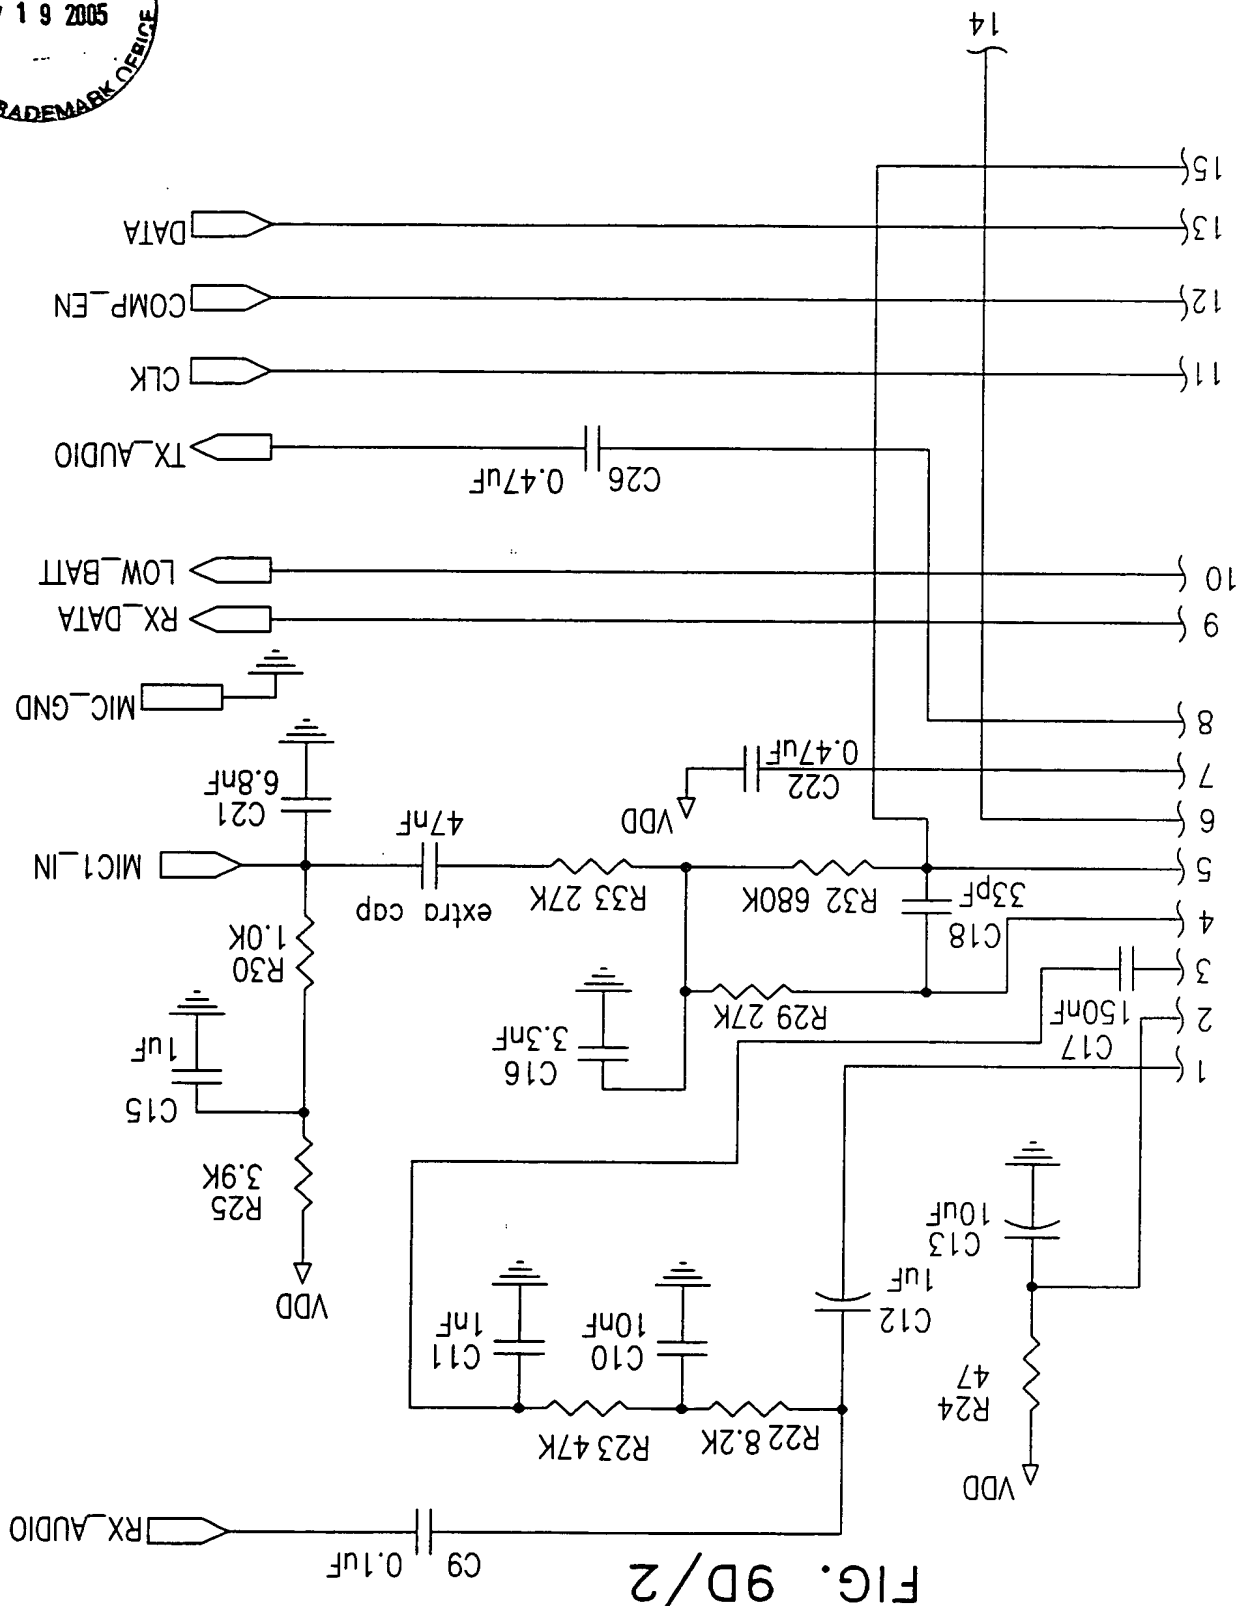 FIG. 9D/2
RX_AUDIO
C9 0.1uF
VDD
R24
47
C13
10uF
C12
1uF
R22 8.2K
R23 47K
C10
10nF
C11
1nF
VDD
R25
3.9K
C15
1uF
R30
1.0K
MIC1_IN
C21
6.8nF
extra cap
47nF
R33 27K
R32 680K
R29 27K
C16
3.3nF
C18
33pF
C17
150nF
C22
0.47uF
VDD
MIC_GND
RX_DATA
LOW_BATT
TX_AUDIO
C26 0.47uF
CLK
COMP_EN
DATA
1
2
3
4
5
6
7
8
9
10
11
12
13
15
14
19 2005
TRADEMARK OFFICE